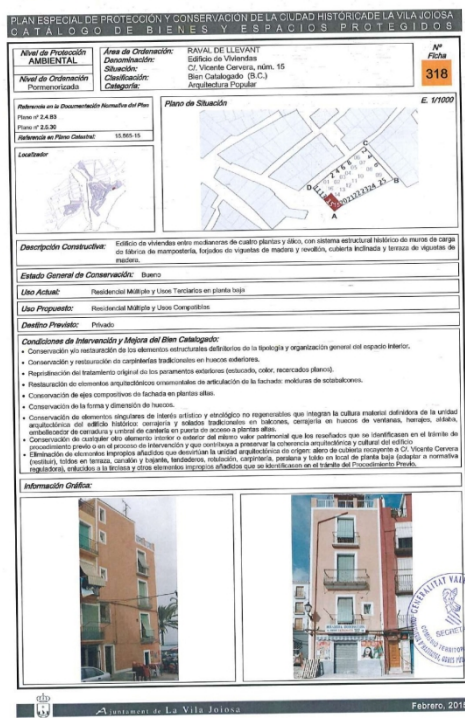 PLAN ESPECIAL DE PROTECCIÓN Y CONSERVACIÓN DE LA CIUDAD HISTÓRICADE LA VILA JOIOSA
CATÁLOGO DE BIENES Y ESPACIOS PROTEGIDOS
Nivel de Protección
AMBIENTAL
Nivel de Ordenación
Pormenorizada
Área de Ordenación: RAVAL DE LLEVANT
Denominación: Edificio de Viviendas
Situación: C/. Vicente Cervera, núm. 15
Clasificación: Bien Catalogado (B.C.)
Categoría: Arquitectura Popular
Nº
Ficha
318
Referencia en la Documentación Normativa del Plan
Plano nº 2.4.83
Plano nº 2.5.36
Referencia en Plano Catastral:
Localizador
Plano de Situación
E. 1/1000
C
D
B
A
Descripción Constructiva: Edificio de viviendas entre medianeras de cuatro plantas y ático, con sistema estructural histórico de muros de carga
de fábrica de mampostería, forjados de viguetas de madera y revoltón, cubierta inclinada y terraza de viguetas de
madera.
Estado General de Conservación: Bueno
Uso Actual: Residencial Múltiple y Usos Terciarios en planta baja
Uso Propuesto: Residencial Múltiple y Usos Compatibles
Destino Previsto: Privado
Condiciones de Intervención y Mejora del Bien Catalogado:
• Conservación y/o restauración de los elementos estructurales definitorios de la tipología y organización general del espacio interior.
• Conservación y restauración de carpinterías tradicionales en huecos exteriores.
• Repristinación del tratamiento original de los paramentos exteriores (estucado, color, recercados planos).
• Restauración de elementos arquitectónicos ornamentales de articulación de la fachada: molduras de sotabalcones.
• Conservación de ejes compositivos de fachada en plantas altas.
• Conservación de la forma y dimensión de huecos.
• Conservación de elementos singulares de interés artístico y etnológico no regenerables que integran la cultura material definidora de la unidad
arquitectónica del edificio histórico: cerrajería y solados tradicionales en balcones, cerrajería en huecos de ventanas, herrajes, aldaba,
embellecedor de cerradura y umbral de cantería en puerta de acceso a plantas altas.
• Conservación de cualquier otro elemento interior o exterior del mismo valor patrimonial que los reseñados que se identificasen en el trámite de
procedimiento previo o en el proceso de intervención y que contribuya a preservar la coherencia arquitectónica y cultural del edificio
• Eliminación de elementos impropios añadidos que desvirtúan la unidad arquitectónica de origen: alero de cubierta recayente a C/. Vicente Cervera
(restituir), toldos en terraza, canalón y bajante, tendederos, rotulación, carpintería, persiana y toldo en local de planta baja (adaptar a normativa
reguladora), enlucidos a la tirolesa y otros elementos impropios añadidos que se identificasen en el trámite del Procedimiento Previo.
Información Gráfica:
GENERALITAT
SECRET
Ajuntament de La Vila Joiosa
Febrero, 201